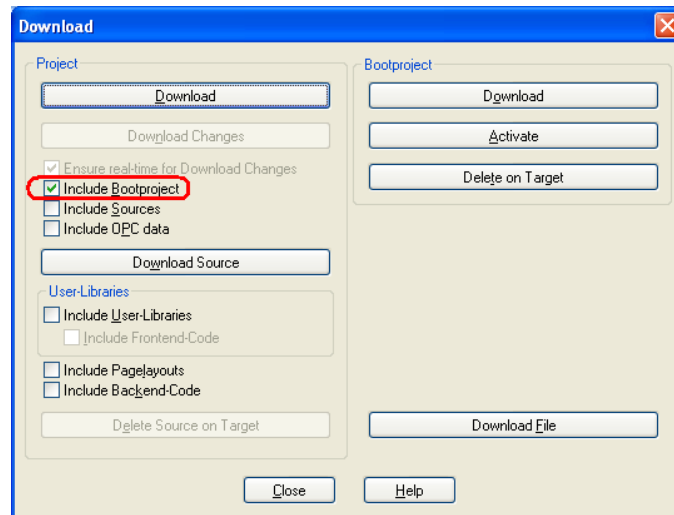 Download
Project
Download
Download Changes
Ensure real-time for Download Changes
Include Bootproject
Include Sources
Include OPC data
Download Source
User-Libraries
Include User-Libraries
Include Frontend-Code
Include Pagelayouts
Include Backend-Code
Delete Source on Target
Bootproject
Download
Activate
Delete on Target
Download File
Close
Help